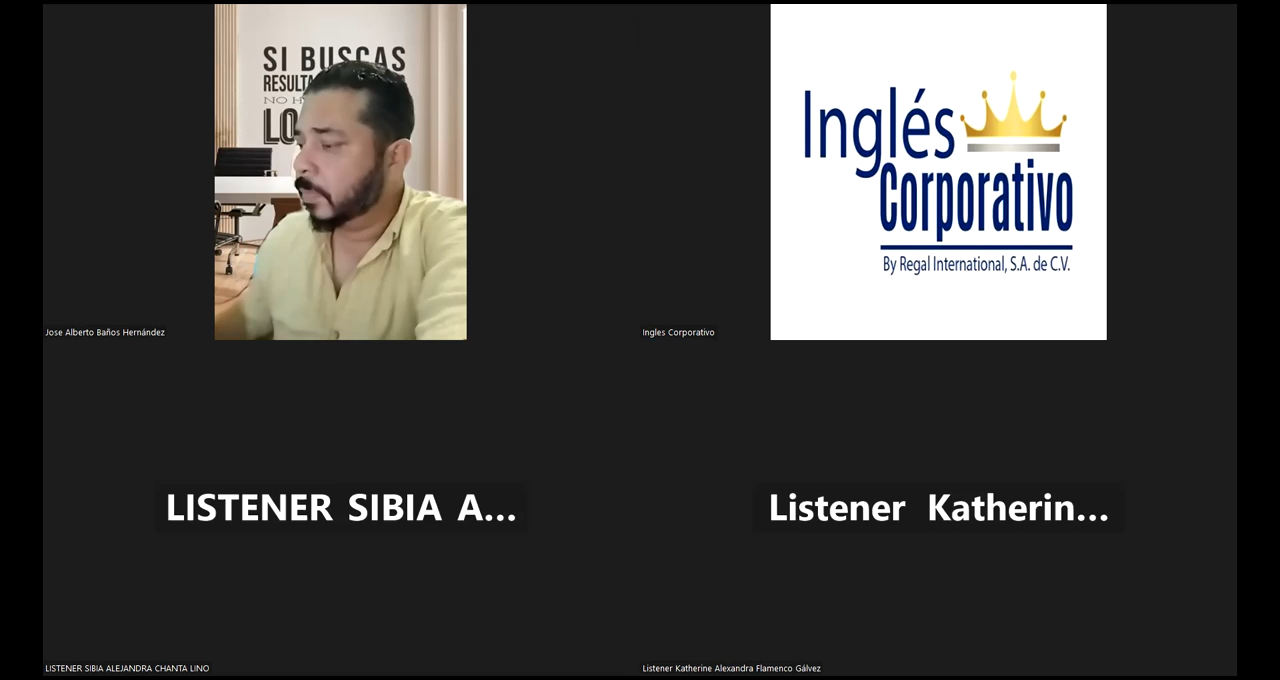 SI BUSCAS
RESULTA
NO H
LO
Jose Alberto Baños Hernández
Inglés
Corporativo
By Regal International, S.A. de C.V.
Ingles Corporativo
LISTENER SIBIA A...
LISTENER SIBIA ALEJANDRA CHANTA LINO
Listener Katherin...
Listener Katherine Alexandra Flamenco Gálvez